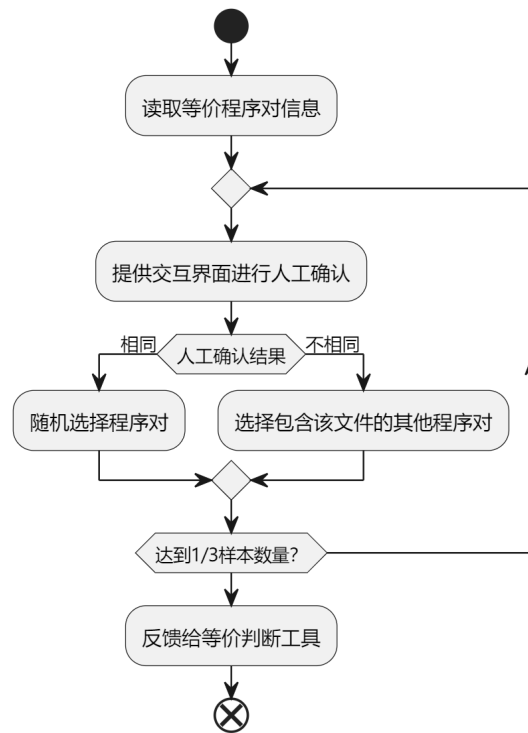 读取等价程序对信息
提供交互界面进行人工确认
相同
人工确认结果
不相同
随机选择程序对
选择包含该文件的其他程序对
达到1/3样本数量?
反馈给等价判断工具